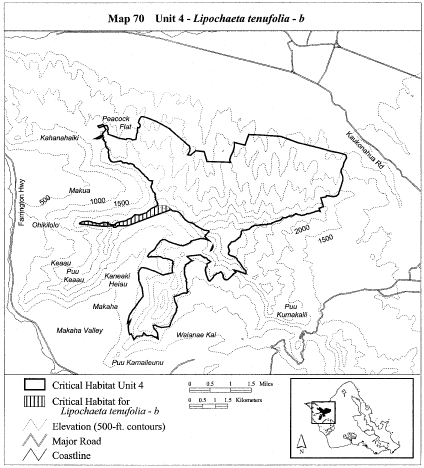 Map 70 Unit 4 - Lipochaeta tenufolia - b
Peacock
Flat
Kahanahaiki
Kaukonahua Rd
Farrington Hwy
Makua
500
1000
1500
Ohikilolo
2000
1500
Keaau
Puu
Keaau
Kaneaki
Heiau
Makaha
Puu
Kumakalii
Makaha Valley
Waianae Kai
Puu Kamaileunu
Critical Habitat Unit 4
Critical Habitat for
Lipochaeta tenufolia - b
Elevation (500-ft. contours)
Major Road
Coastline
0 0.5 1 1.5 Miles
0 0.5 1 1.5 Kilometers
N